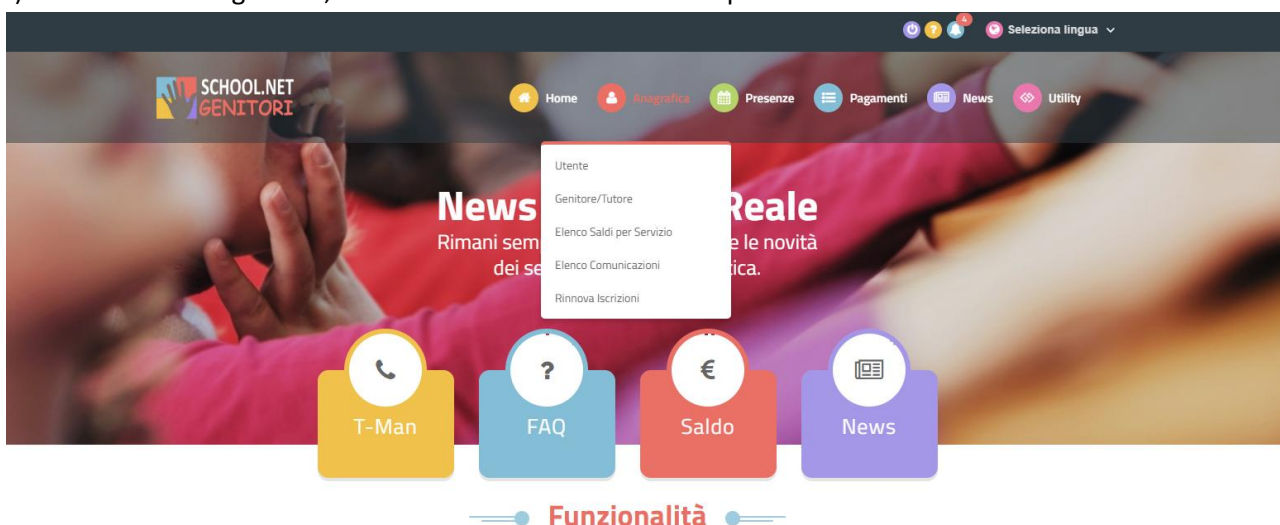 4
Seleziona lingua
SCHOOL.NET
GENITORI
Home Anagrafica Presenze Pagamenti News Utility
Utente
Genitore/Tutore
Elenco Saldi per Servizio
Elenco Comunicazioni
Rinnova Iscrizioni
News Reale
Rimani sem e le novità
dei se ica.
?
€
T-Man
FAQ
Saldo
News
Funzionalità